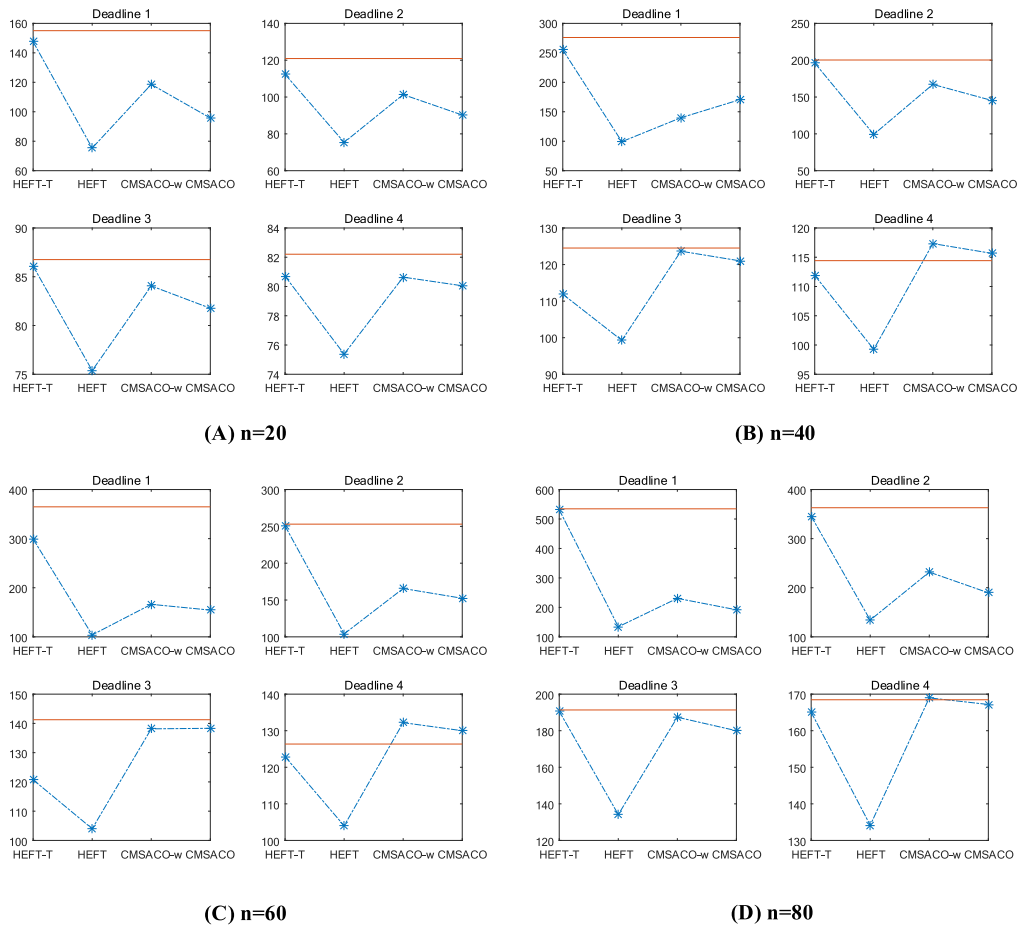 Deadline 1
160
140
120
100
80
60
HEFT-T HEFT CMSACO-w CMSACO
Deadline 2
140
120
100
80
60
HEFT-T HEFT CMSACO-w CMSACO
Deadline 3
90
85
80
75
HEFT-T HEFT CMSACO-w CMSACO
Deadline 4
84
82
80
78
76
74
HEFT-T HEFT CMSACO-w CMSACO
(A) n=20
Deadline 1
300
250
200
150
100
50
HEFT-T HEFT CMSACO-w CMSACO
Deadline 2
250
200
150
100
50
HEFT-T HEFT CMSACO-w CMSACO
Deadline 3
130
120
110
100
90
HEFT-T HEFT CMSACO-w CMSACO
Deadline 4
120
115
110
105
100
95
HEFT-T HEFT CMSACO-w CMSACO
(B) n=40
Deadline 1
400
300
200
100
HEFT-T HEFT CMSACO-w CMSACO
Deadline 2
300
250
200
150
100
HEFT-T HEFT CMSACO-w CMSACO
Deadline 3
150
140
130
120
110
100
HEFT-T HEFT CMSACO-w CMSACO
Deadline 4
140
130
120
110
100
HEFT-T HEFT CMSACO-w CMSACO
(C) n=60
Deadline 1
600
500
400
300
200
100
HEFT-T HEFT CMSACO-w CMSACO
Deadline 2
400
300
200
100
HEFT-T HEFT CMSACO-w CMSACO
Deadline 3
200
180
160
140
120
HEFT-T HEFT CMSACO-w CMSACO
Deadline 4
170
160
150
140
130
HEFT-T HEFT CMSACO-w CMSACO
(D) n=80